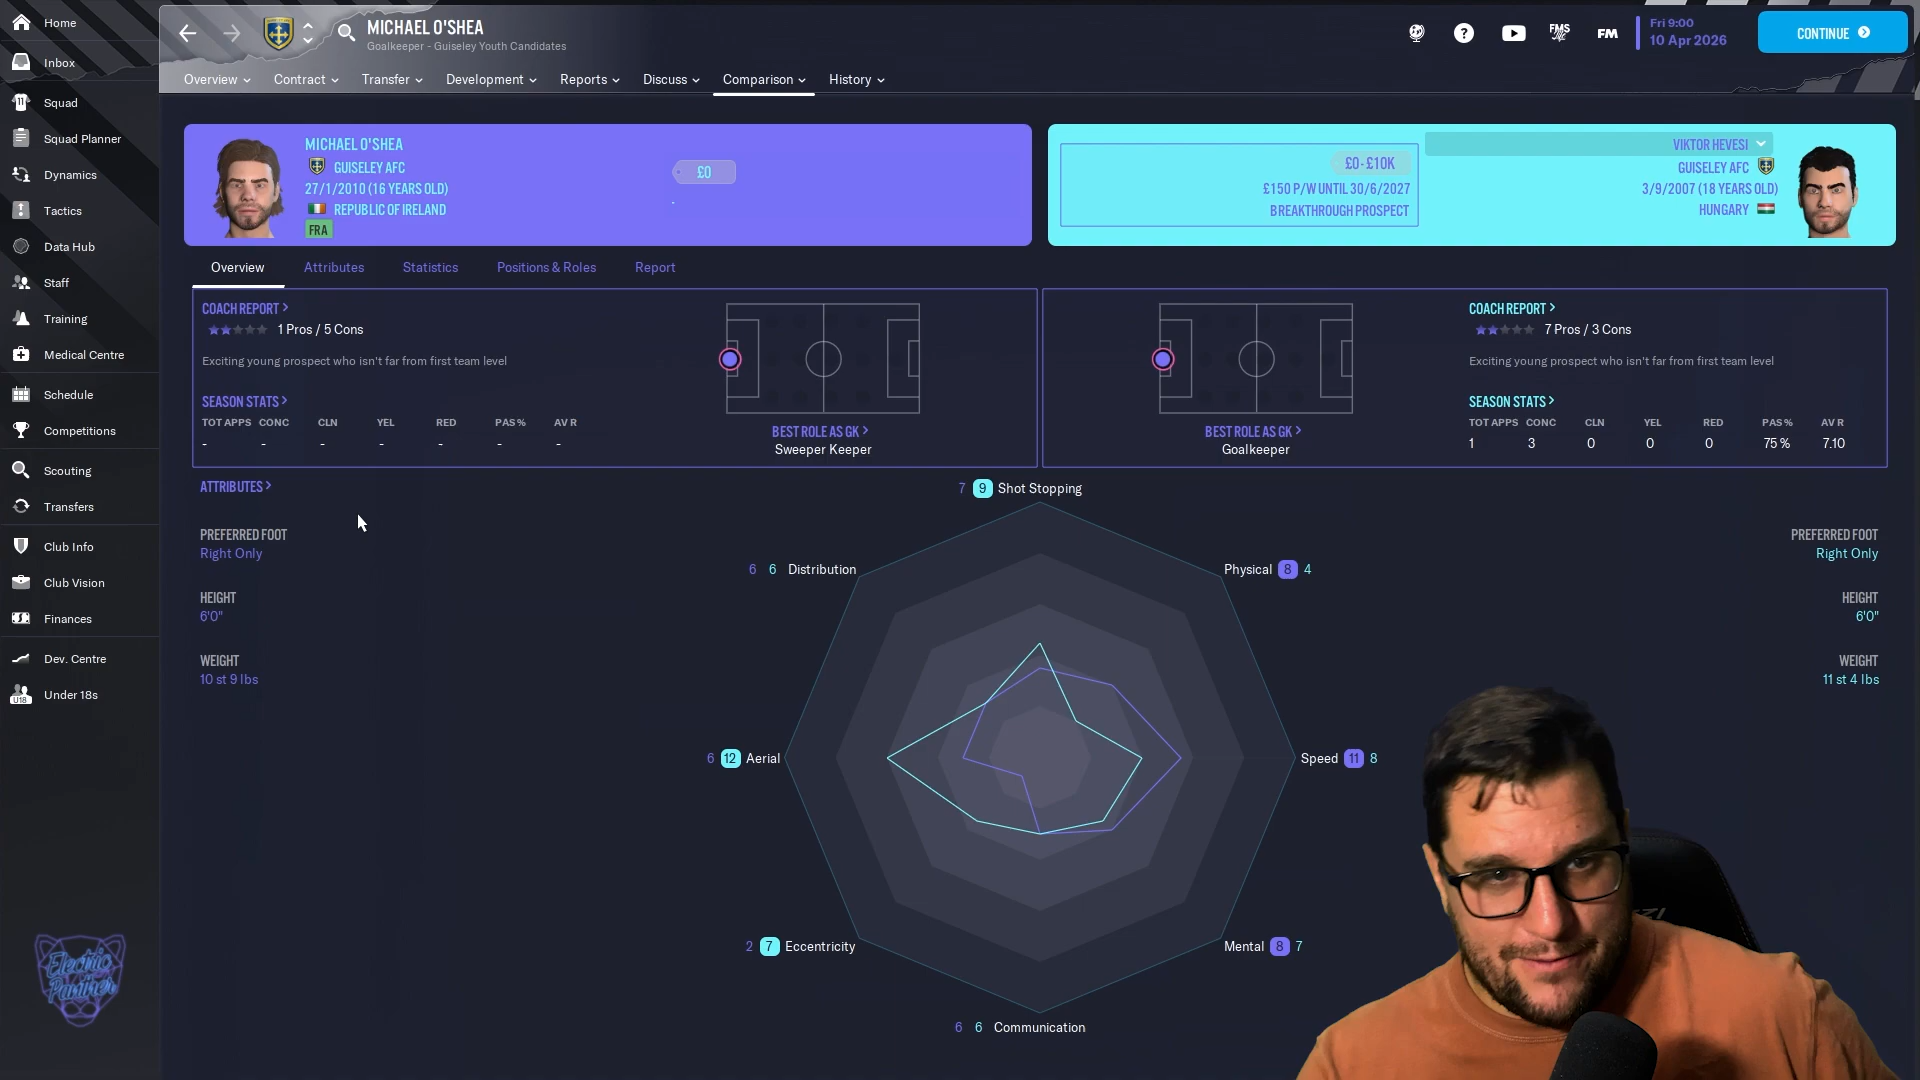 Home
Inbox
Squad
Squad Planner
Dynamics
Tactics
Data Hub
Staff
Training
Medical Centre
Schedule
Competitions
Scouting
Transfers
Club Info
Club Vision
Finances
Dev. Centre
Under 18s
Electric Panther
MICHAEL O'SHEA
Goalkeeper - Guiseley Youth Candidates
FMS
FM
Fri 9:00
10 Apr 2026
CONTINUE
Overview Contract Transfer Development Reports Discuss Comparison History
MICHAEL O'SHEA
GUISELEY AFC
27/1/2010 (16 YEARS OLD)
REPUBLIC OF IRELAND
FRA
£0
-
£0 - £10K
£150 P/W UNTIL 30/6/2027
BREAKTHROUGH PROSPECT
VIKTOR HEVESI
GUISELEY AFC
3/9/2007 (18 YEARS OLD)
HUNGARY
Overview Attributes Statistics Positions & Roles Report
COACH REPORT
1 Pros / 5 Cons
Exciting young prospect who isn't far from first team level
SEASON STATS
TOT APPS CONC CLN YEL RED PAS% AV R
- - - - - - -
BEST ROLE AS GK
Sweeper Keeper
BEST ROLE AS GK
Goalkeeper
COACH REPORT
7 Pros / 3 Cons
Exciting young prospect who isn't far from first team level
SEASON STATS
TOT APPS CONC CLN YEL RED PAS% AV R
1 3 0 0 0 75% 7.10
ATTRIBUTES
PREFERRED FOOT
Right Only
HEIGHT
6'0"
WEIGHT
10 st 9 lbs
7 9 Shot Stopping
6 6 Distribution
Physical 8 4
6 12 Aerial
Speed 11 8
2 7 Eccentricity
Mental 8 7
6 6 Communication
PREFERRED FOOT
Right Only
HEIGHT
6'0"
WEIGHT
11 st 4 lbs